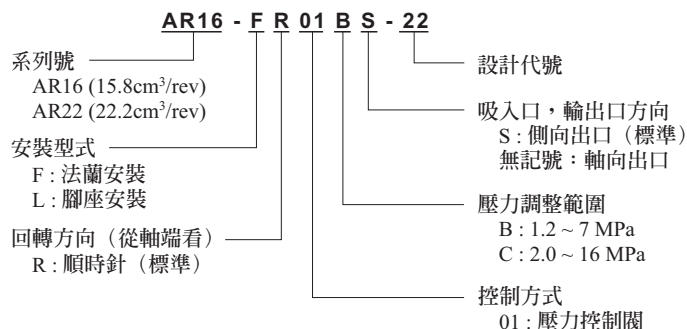 AR16 - F R 01 B S - 22
系列號
AR16 (15.8cm³/rev)
AR22 (22.2cm³/rev)
安裝型式
F : 法蘭安裝
L : 腳座安裝
回轉方向（從軸端看）
R : 順時針（標準）
設計代號
吸入口，輸出口方向
S : 側向出口（標準）
無記號：軸向出口
壓力調整範圍
B : 1.2 ~ 7 MPa
C : 2.0 ~ 16 MPa
控制方式
01 : 壓力控制閥